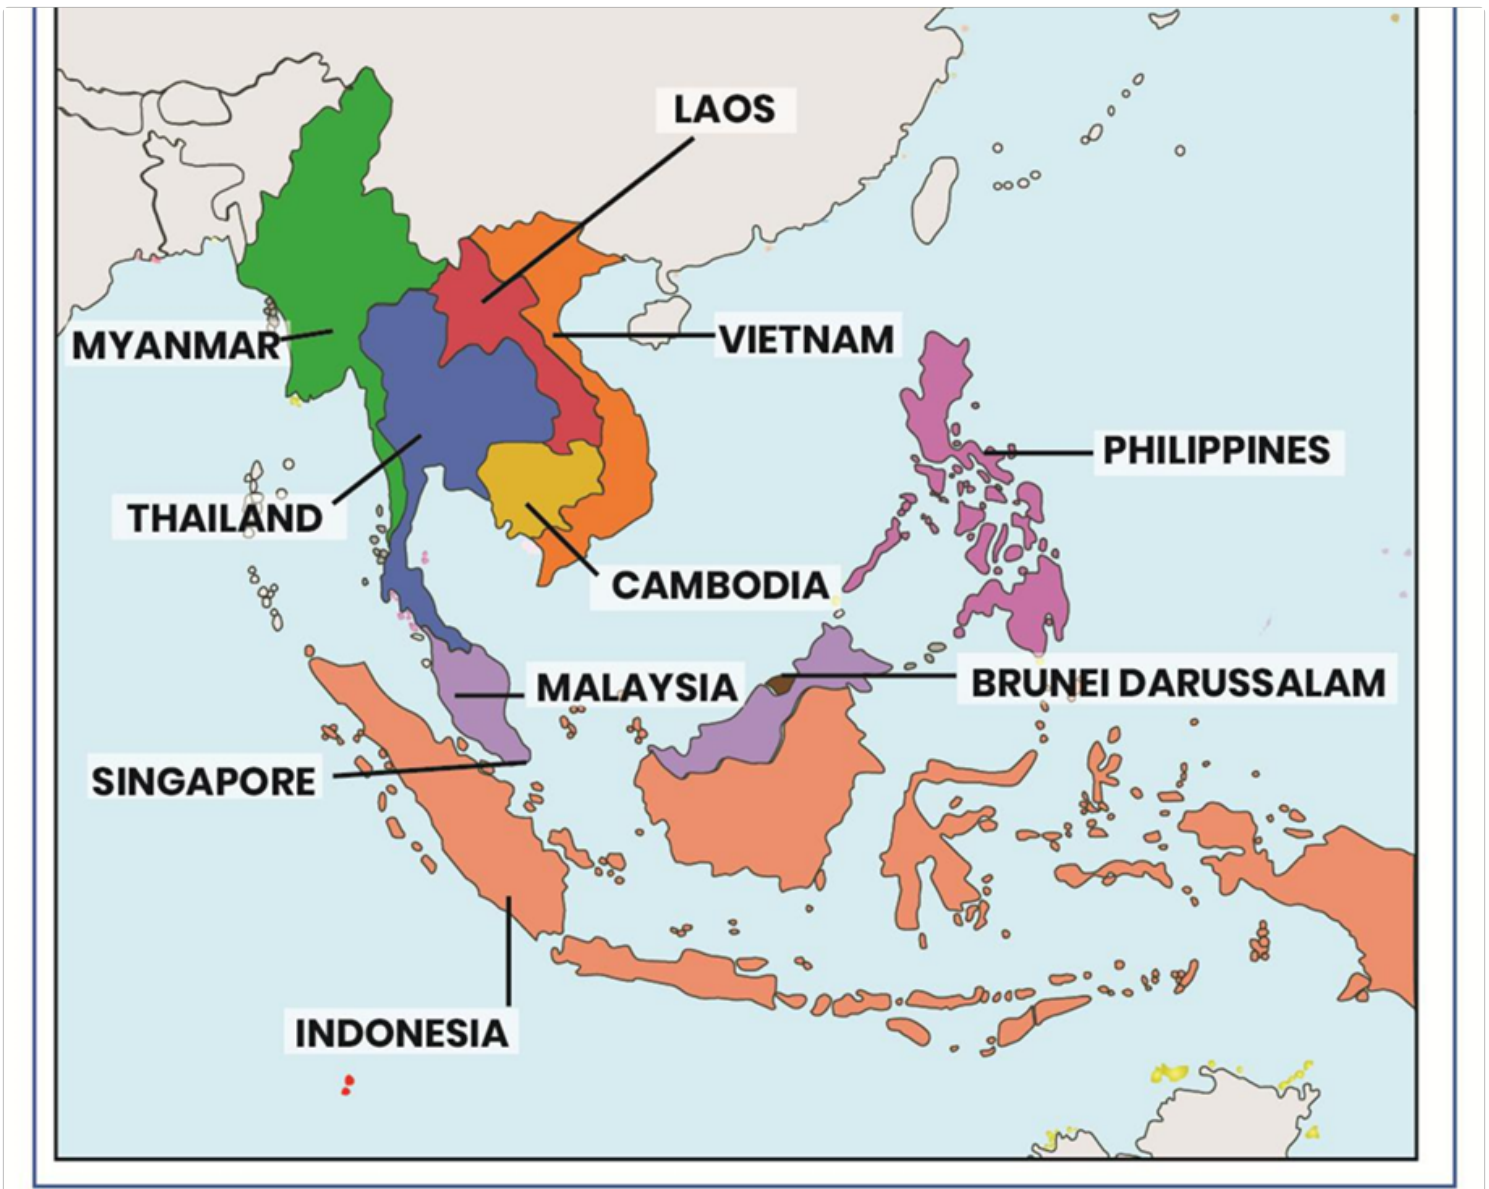 LAOS
MYANMAR
VIETNAM
PHILIPPINES
THAILAND
CAMBODIA
MALAYSIA
BRUNEI DARUSSALAM
SINGAPORE
INDONESIA